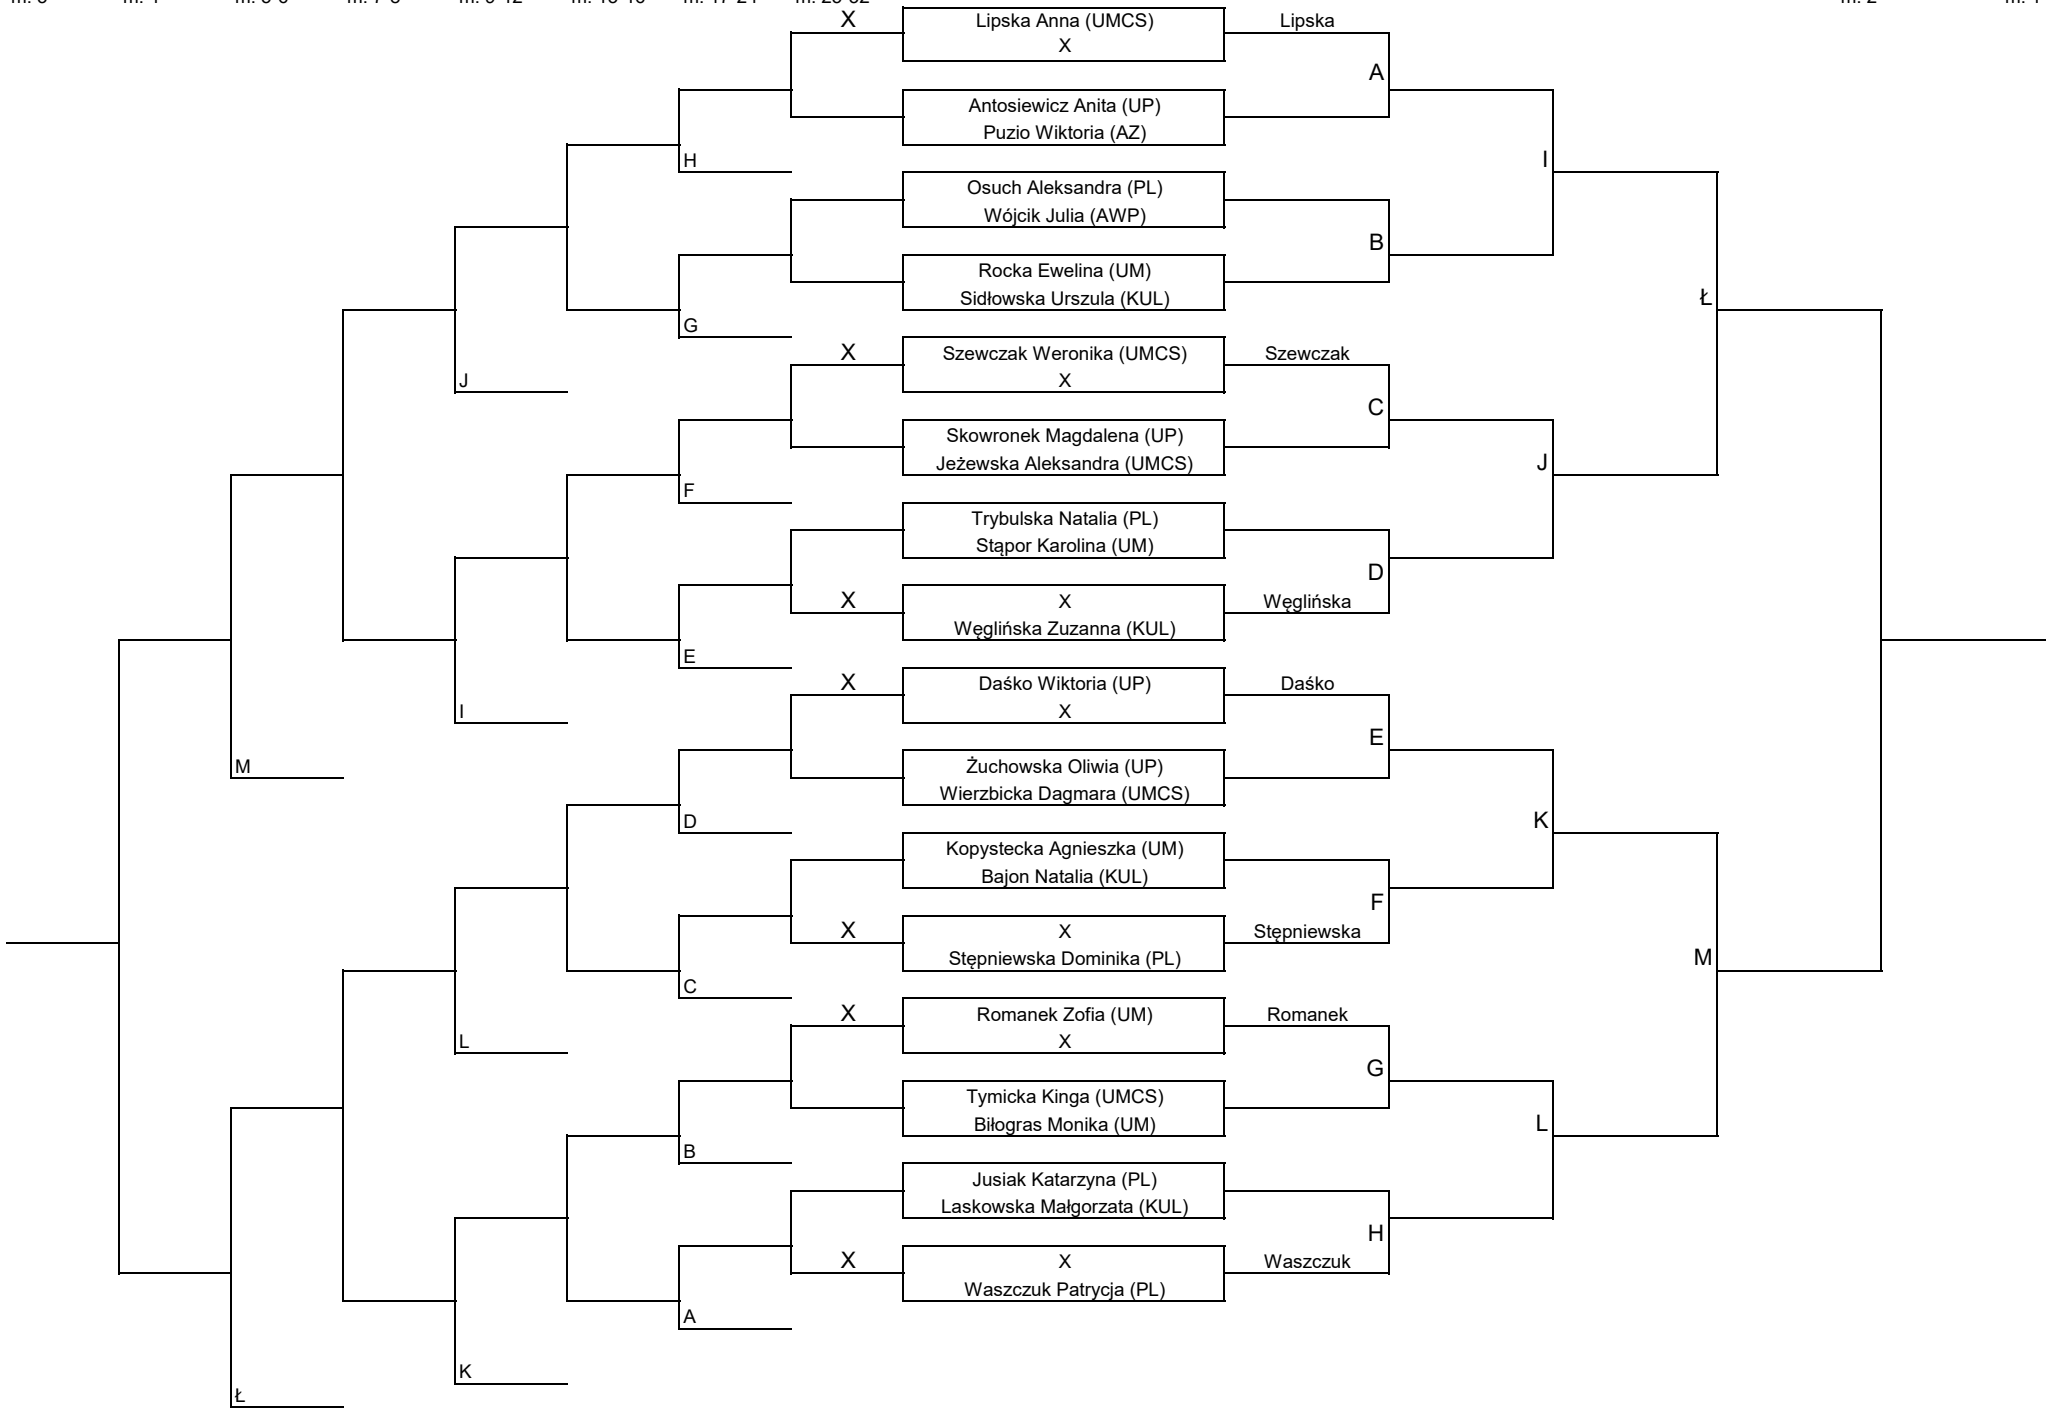 X Lipska Anna (UMCS) Lipska
X
A
Antosiewicz Anita (UP)
Puzio Wiktoria (AZ)
H I
Osuch Aleksandra (PL)
Wójcik Julia (AWP)
B
Rocka Ewelina (UM)
Sidłowska Urszula (KUL)
Ł
G
X Szewczak Weronika (UMCS) Szewczak
J X
C
Skowronek Magdalena (UP)
Jeżewska Aleksandra (UMCS) J
F
Trybulska Natalia (PL)
Stąpor Karolina (UM)
D
X X Węglińska
Węglińska Zuzanna (KUL)
E
X Daśko Wiktoria (UP) Daśko
I X
E
M Żuchowska Oliwia (UP)
Wierzbicka Dagmara (UMCS)
D K
Kopystecka Agnieszka (UM)
Bajon Natalia (KUL)
F
X X Stępniewska
Stępniewska Dominika (PL) M
C
X Romanek Zofia (UM) Romanek
L X
G
Tymicka Kinga (UMCS)
Biłogras Monika (UM) L
B
Jusiak Katarzyna (PL)
Laskowska Małgorzata (KUL)
H
X X Waszczuk
Waszczuk Patrycja (PL)
A
K
Ł